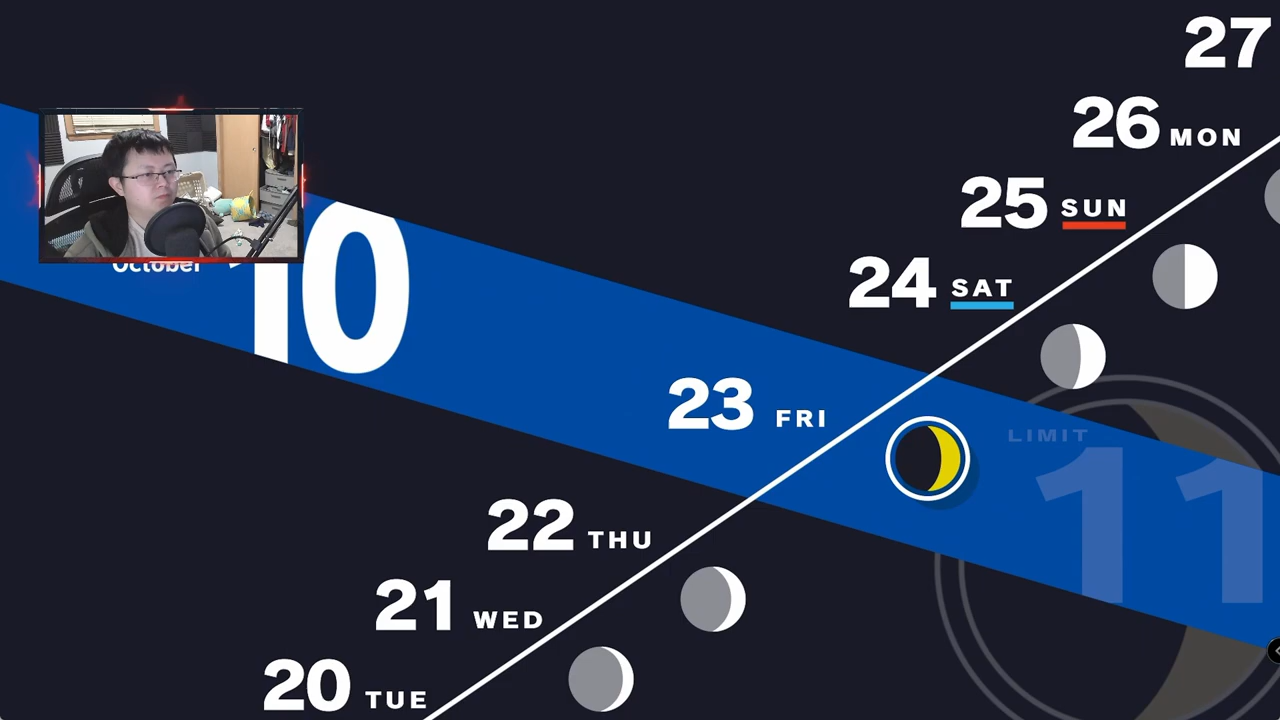 27
26 MON
25 SUN
24 SAT
October 10
23 FRI
LIMIT
11
22 THU
21 WED
20 TUE